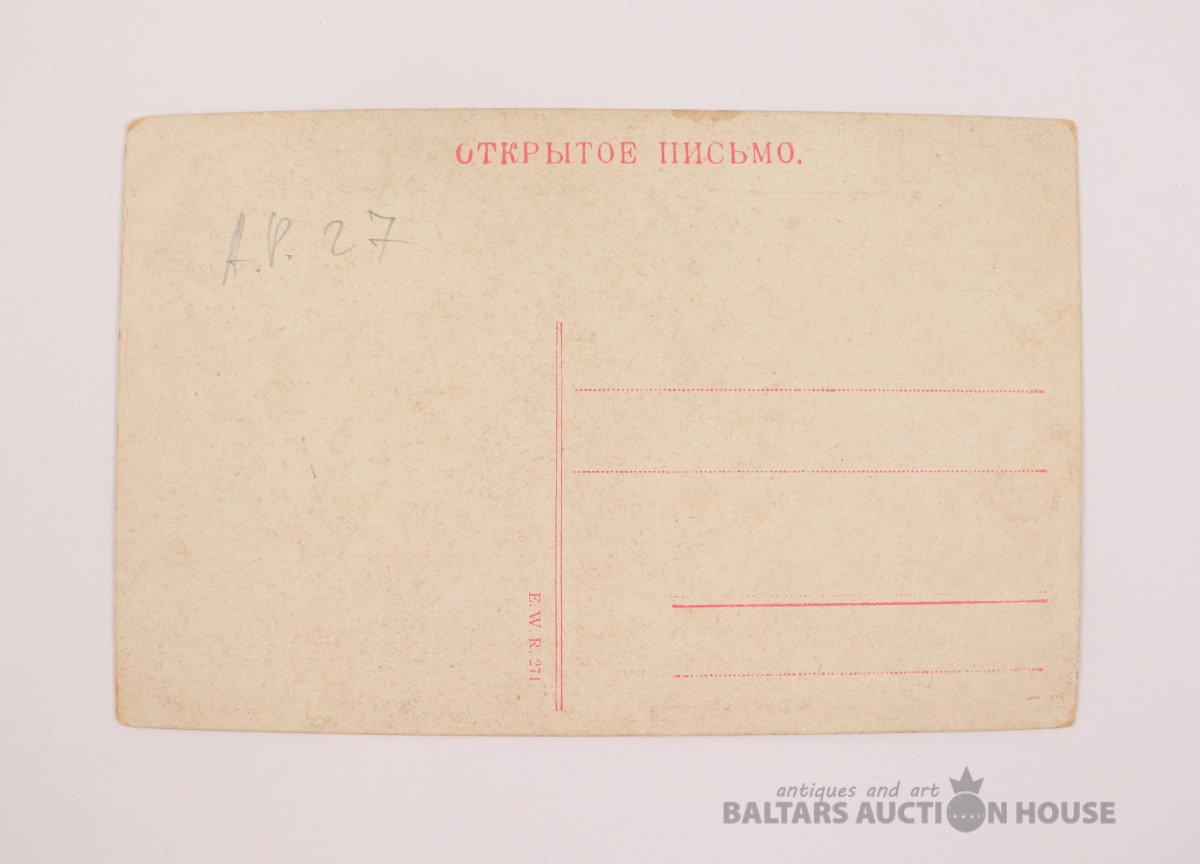 ОТКРЫТОЕ ПИСЬМО.
A.P. 27
E. W. R. 271
antiques and art
BALTARS AUCTION HOUSE